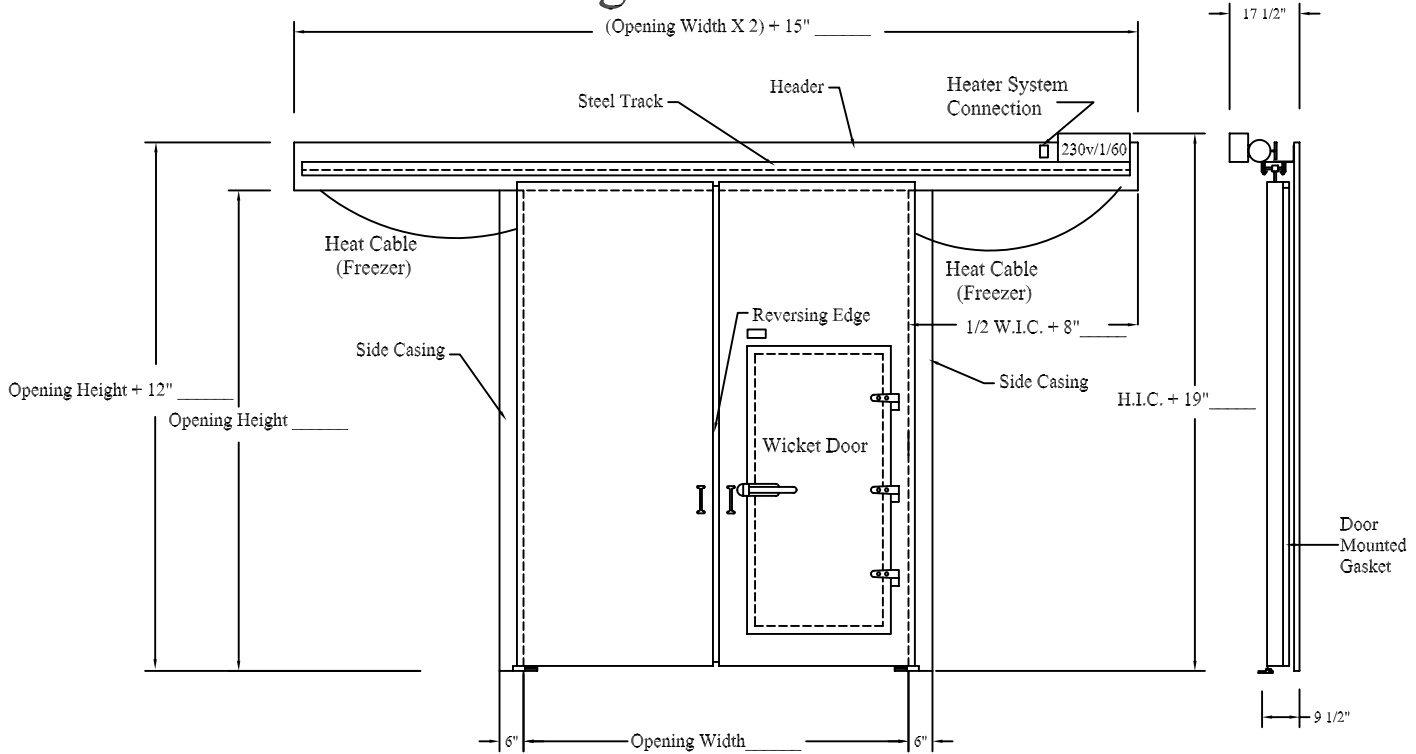 (Opening Width X 2) + 15" ______
17 1/2"
Steel Track
Header
Heater System
Connection
230v/1/60
Heat Cable
(Freezer)
Heat Cable
(Freezer)
Reversing Edge
1/2 W.I.C. + 8"_____
Side Casing
Side Casing
Opening Height + 12" ______
H.I.C. + 19"_____
Opening Height ______
Wicket Door
Door
Mounted
Gasket
9 1/2"
6"
Opening Width______
6"